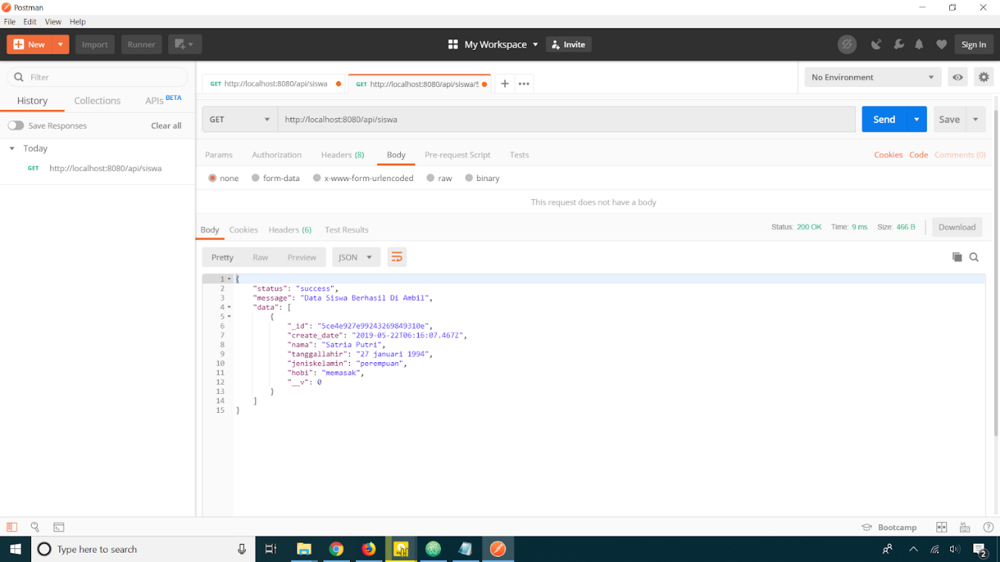 Postman
File Edit View Help
New Import Runner My Workspace Invite Sign In
Filter
History Collections APIs BETA
Save Responses Clear all
Today
GET http://localhost:8080/api/siswa
GET http://localhost:8080/api/siswa GET http://localhost:8080/api/siswa/5 + ••• No Environment
GET http://localhost:8080/api/siswa Send Save
Params Authorization Headers (8) Body Pre-request Script Tests Cookies Code Comments (0)
none form-data x-www-form-urlencoded raw binary
This request does not have a body
Body Cookies Headers (6) Test Results Status: 200 OK Time: 9 ms Size: 466 B Download
Pretty Raw Preview JSON
1 {
2 "status": "success",
3 "message": "Data Siswa Berhasil Di Ambil",
4 "data": [
5 {
6 "_id": "5ce4e927e99243269849310e",
7 "create_date": "2019-05-22T06:16:07.467Z",
8 "nama": "Satria Putri",
9 "tanggallahir": "27 januari 1994",
10 "jeniskelamin": "perempuan",
11 "hobi": "memasak",
12 "__v": 0
13 }
14 ]
15 }
Bootcamp
Type here to search
2